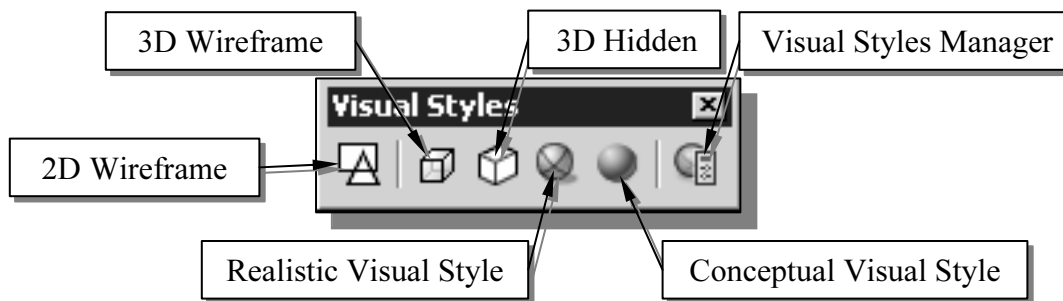 3D Wireframe
3D Hidden
Visual Styles Manager
Visual Styles
2D Wireframe
Realistic Visual Style
Conceptual Visual Style